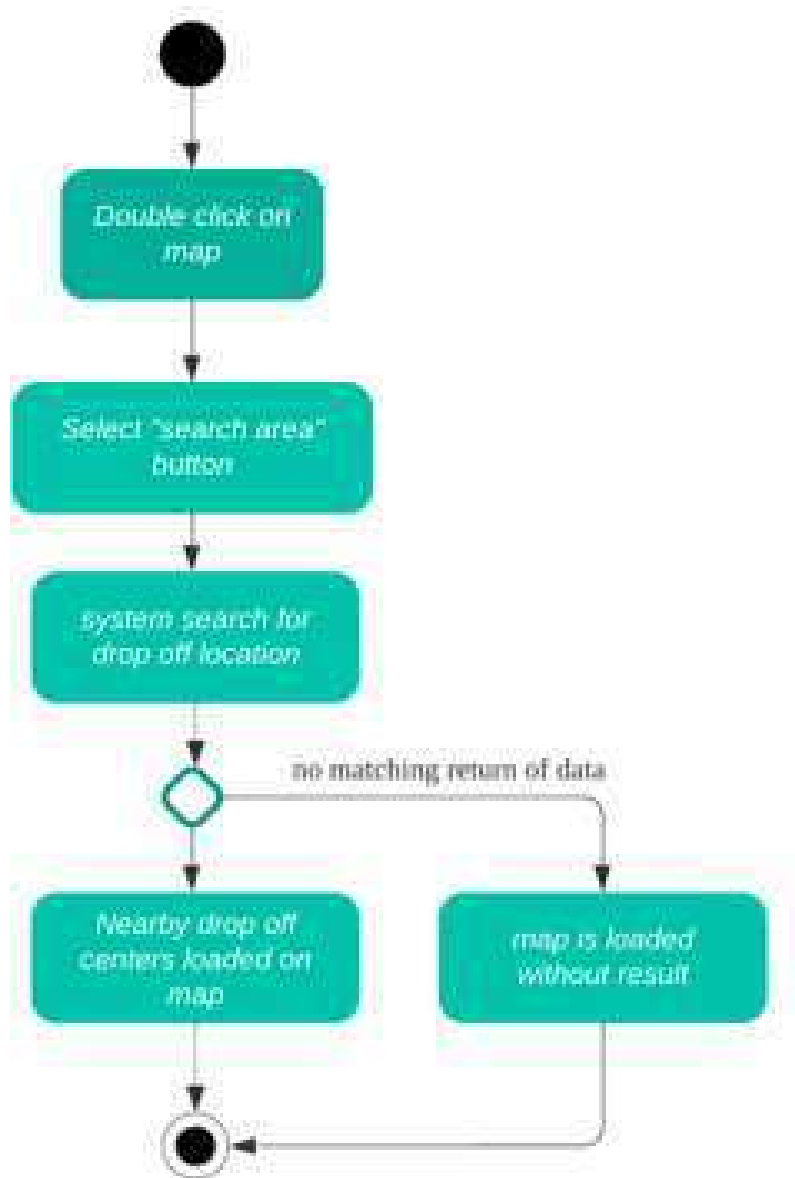 Double click on
map
Select "search area"
button
system search for
drop off location
no matching return of data
Nearby drop off
centers loaded on
map
map is loaded
without result